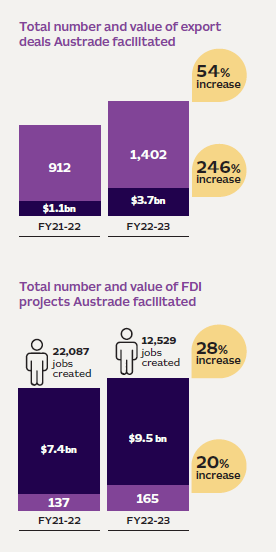 Total number and value of export
deals Austrade facilitated
54%
increase
912
1,402
246%
increase
$1.1bn
$3.7bn
FY21-22
FY22-23
Total number and value of FDI
projects Austrade facilitated
22,087
jobs
created
12,529
jobs
created
28%
increase
$7.4bn
$9.5 bn
20%
increase
137
165
FY21-22
FY22-23